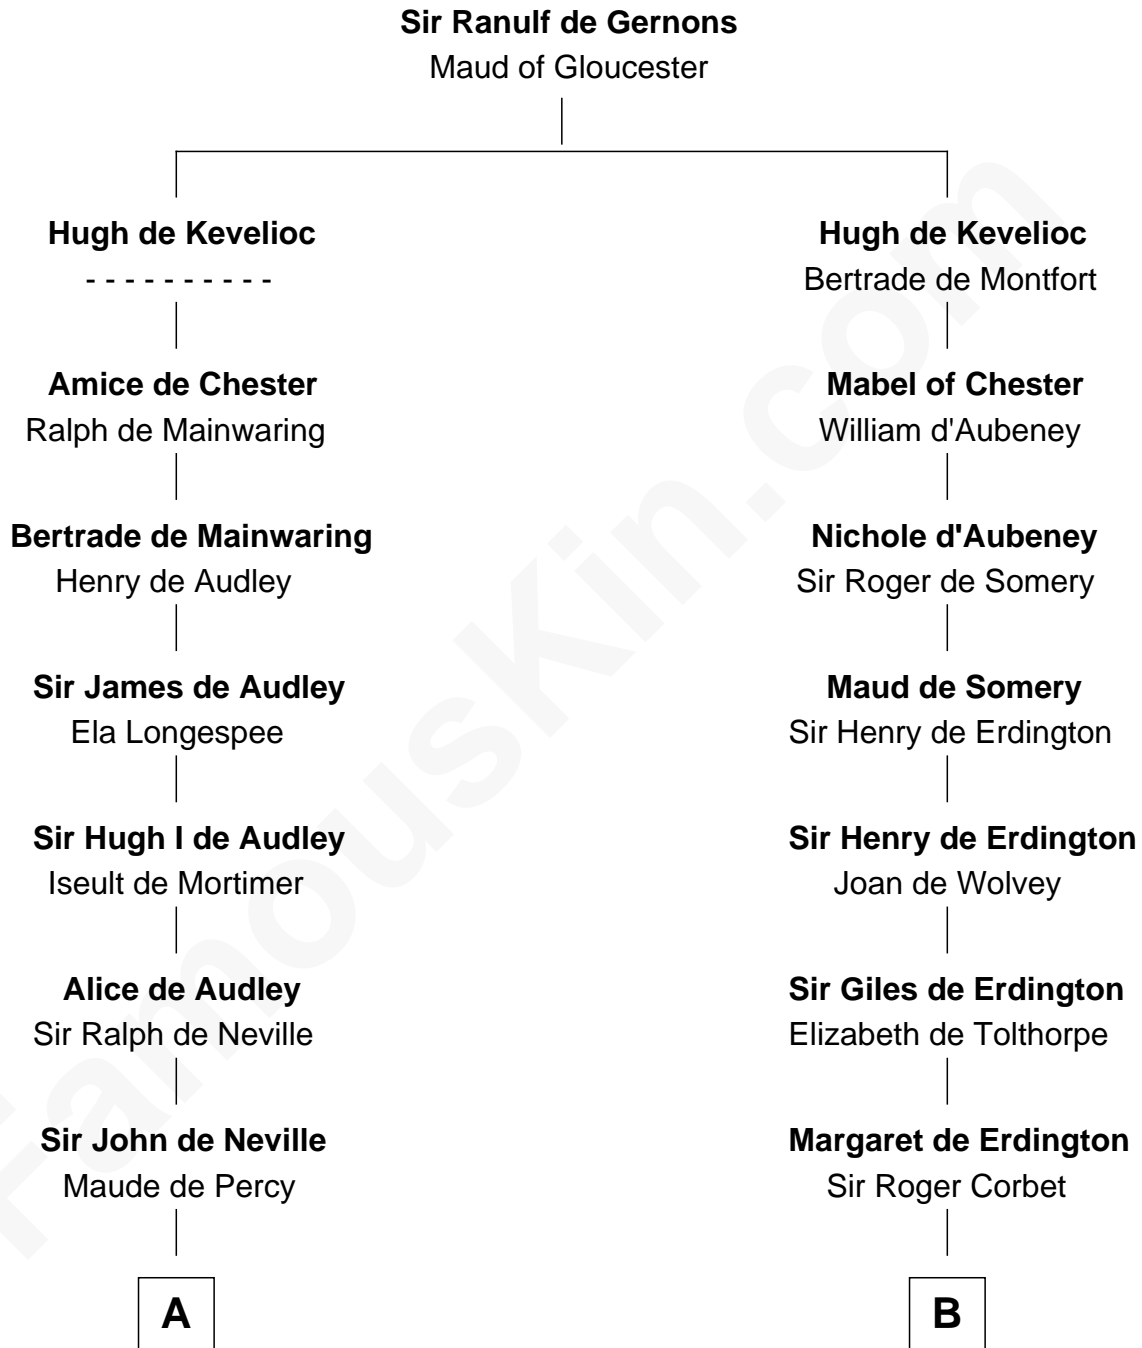 Sir Ranulf de Gernons
Maud of Gloucester
Hugh de Kevelioc
- - - - - - - - - -
Amice de Chester
Ralph de Mainwaring
Bertrade de Mainwaring
Henry de Audley
Sir James de Audley
Ela Longespee
Sir Hugh I de Audley
Iseult de Mortimer
Alice de Audley
Sir Ralph de Neville
Sir John de Neville
Maude de Percy
A
Hugh de Kevelioc
Bertrade de Montfort
Mabel of Chester
William d'Aubeney
Nichole d'Aubeney
Sir Roger de Somery
Maud de Somery
Sir Henry de Erdington
Sir Henry de Erdington
Joan de Wolvey
Sir Giles de Erdington
Elizabeth de Tolthorpe
Margaret de Erdington
Sir Roger Corbet
B
FamousKin.com